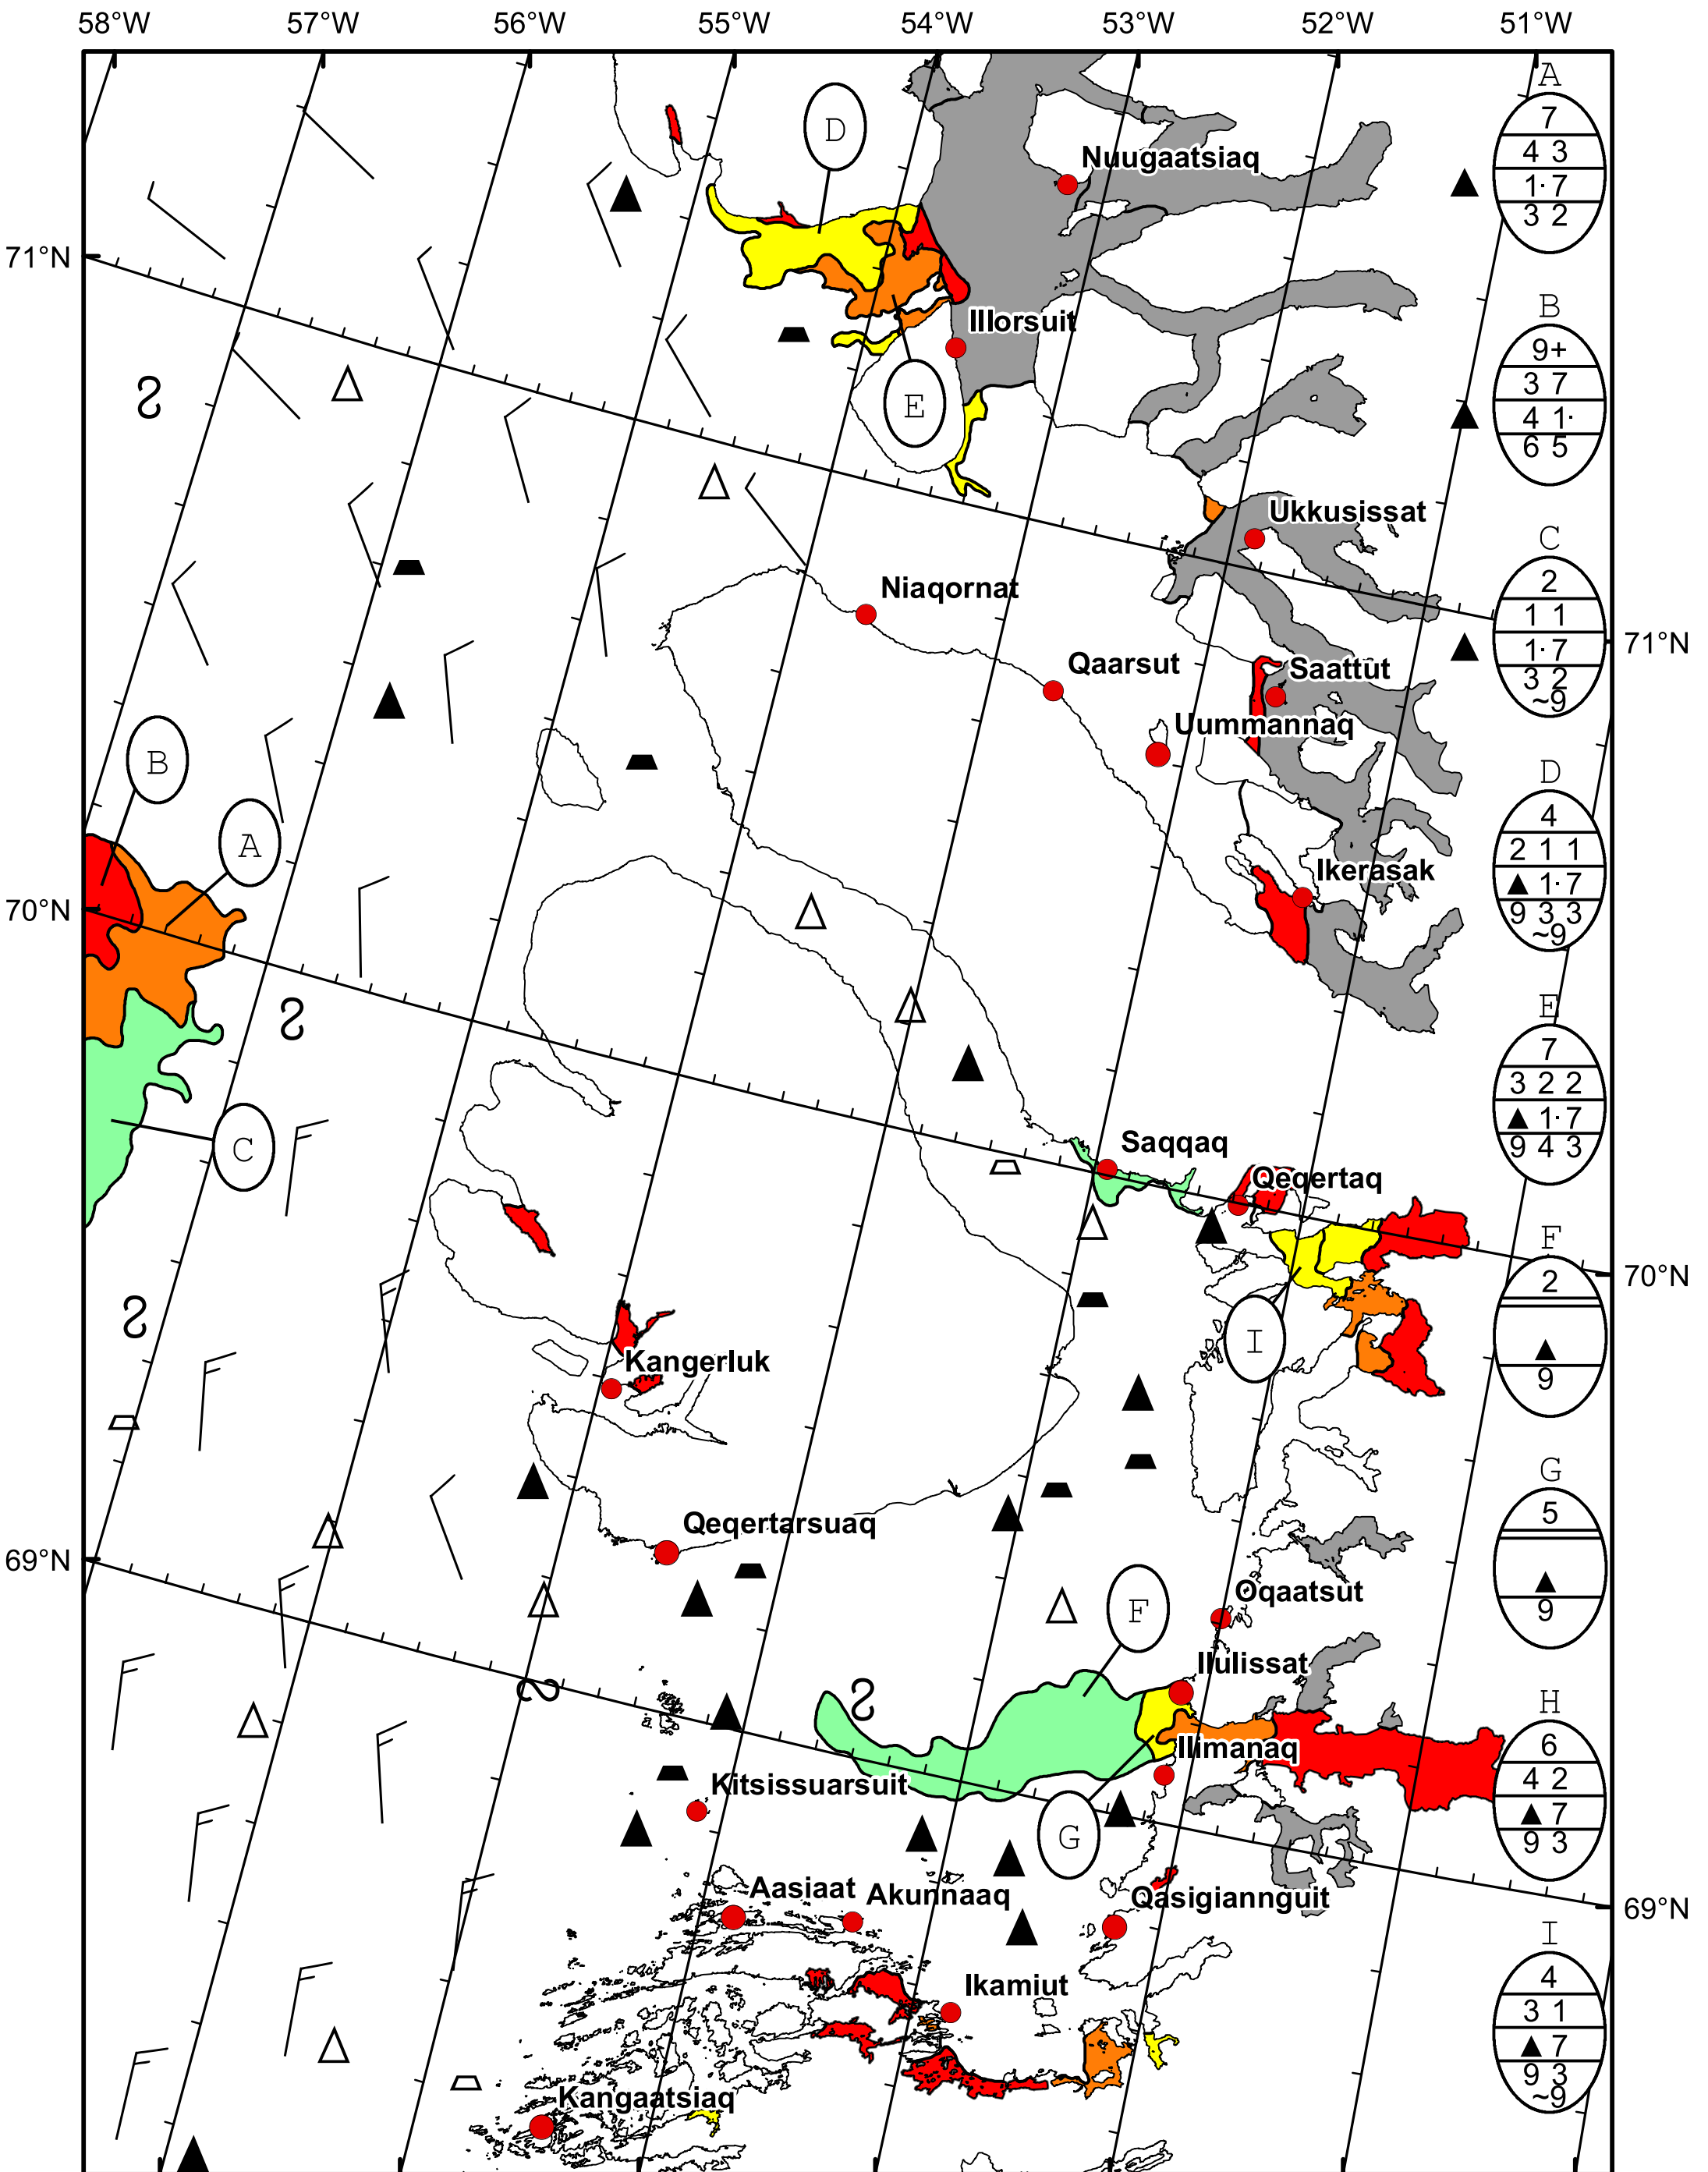 58°W 57°W 56°W 55°W 54°W 53°W 52°W 51°W
A
7
4 3
1· 7
3 2
D
Nuugaatsiaq
71°N
Illorsuit
B
9+
3 7
4 1·
6 5
E
Ukkusissat
C
2
1 1
1· 7
3 2
~9
Niaqornat
71°N
Qaarsut
Saattut
Uummannaq
B
A
D
4
2 1 1
▲ 1· 7
9 3 3
~9
Ikerasak
70°N
E
7
3 2 2
▲ 1· 7
9 4 3
C
Saqqaq
Qeqertaq
F
2
▲
9
70°N
I
Kangerluk
G
5
▲
9
Qeqertarsuaq
69°N
Oqaatsut
F
Ilulissat
H
6
4 2
▲ 7
9 3
Ilimanaq
Kitsissuarsuit
G
Aasiaat
Akunnaaq
Qasigiannguit
69°N
I
4
3 1
▲ 7
9 3
~9
Ikamiut
Kangaatsiaq